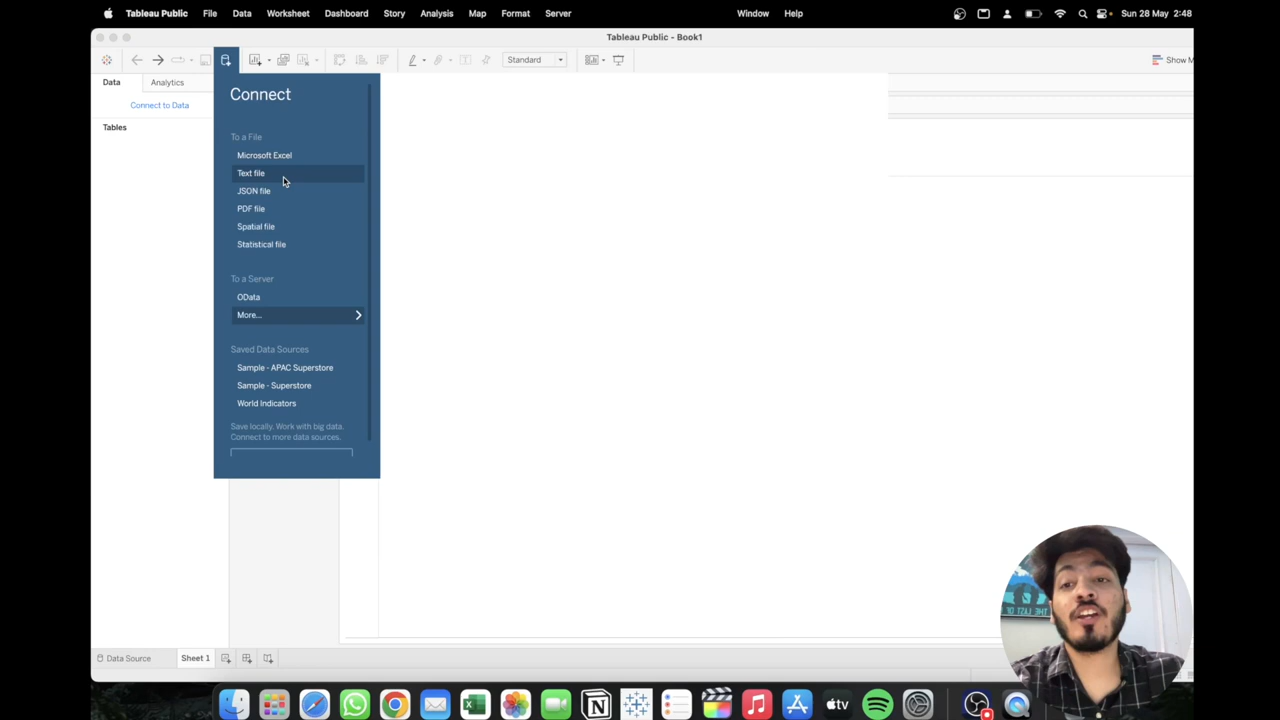 Tableau Public File Data Worksheet Dashboard Story Analysis Map Format Server Window Help Sun 28 May 2:48
Tableau Public - Book1
Standard Show M
Data Analytics
Connect to Data
Tables
Connect
To a File
Microsoft Excel
Text file
JSON file
PDF file
Spatial file
Statistical file
To a Server
OData
More...
Saved Data Sources
Sample - APAC Superstore
Sample - Superstore
World Indicators
Save locally. Work with big data.
Connect to more data sources.
Data Source Sheet 1
tv